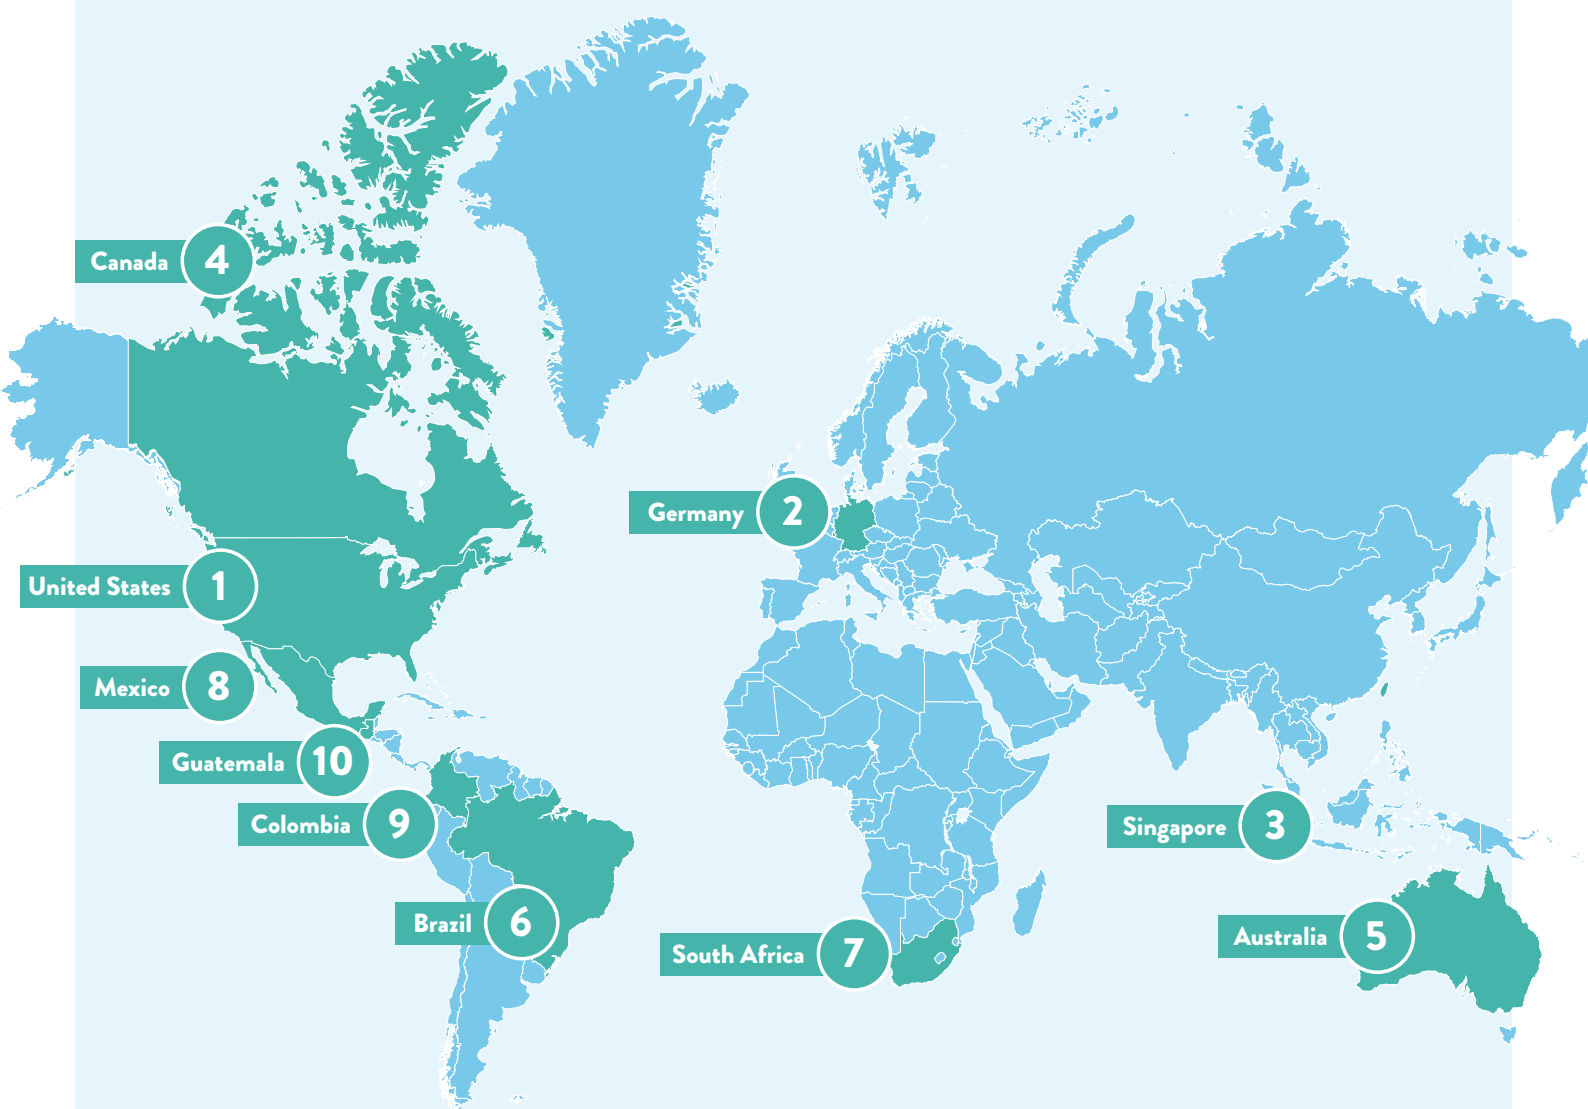 Canada 4
Germany 2
United States 1
Mexico 8
Guatemala 10
Colombia 9
Singapore 3
Brazil 6
Australia 5
South Africa 7